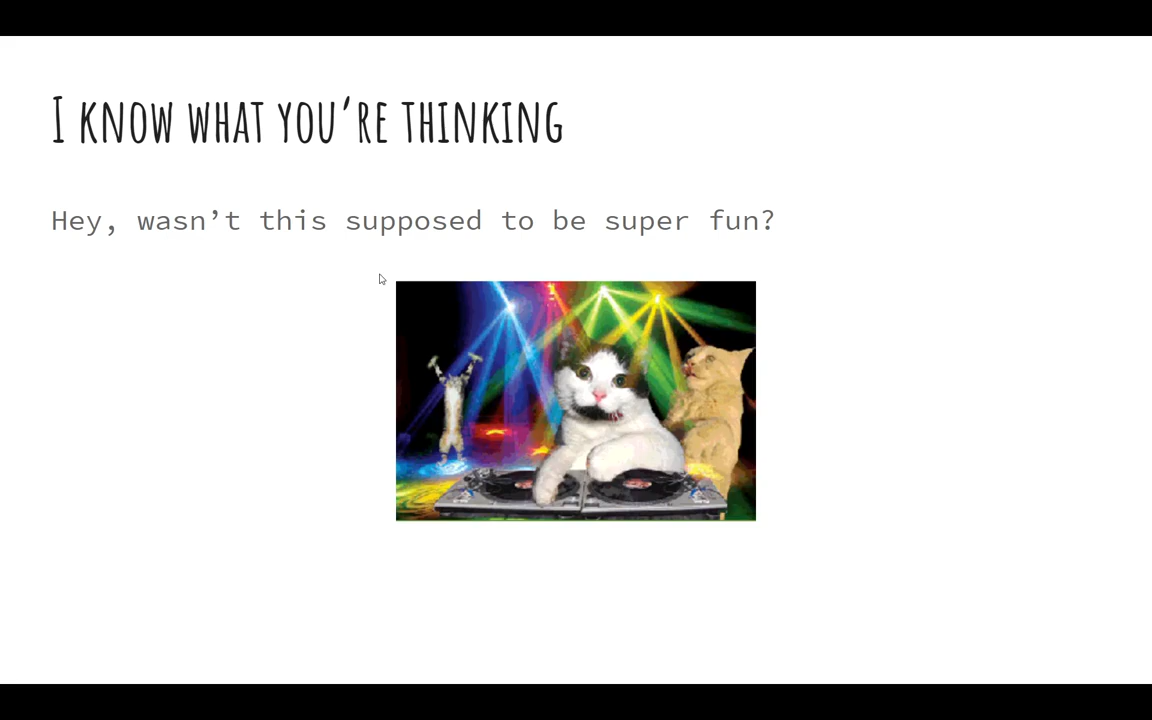 I know what you’re thinking
Hey, wasn’t this supposed to be super fun?